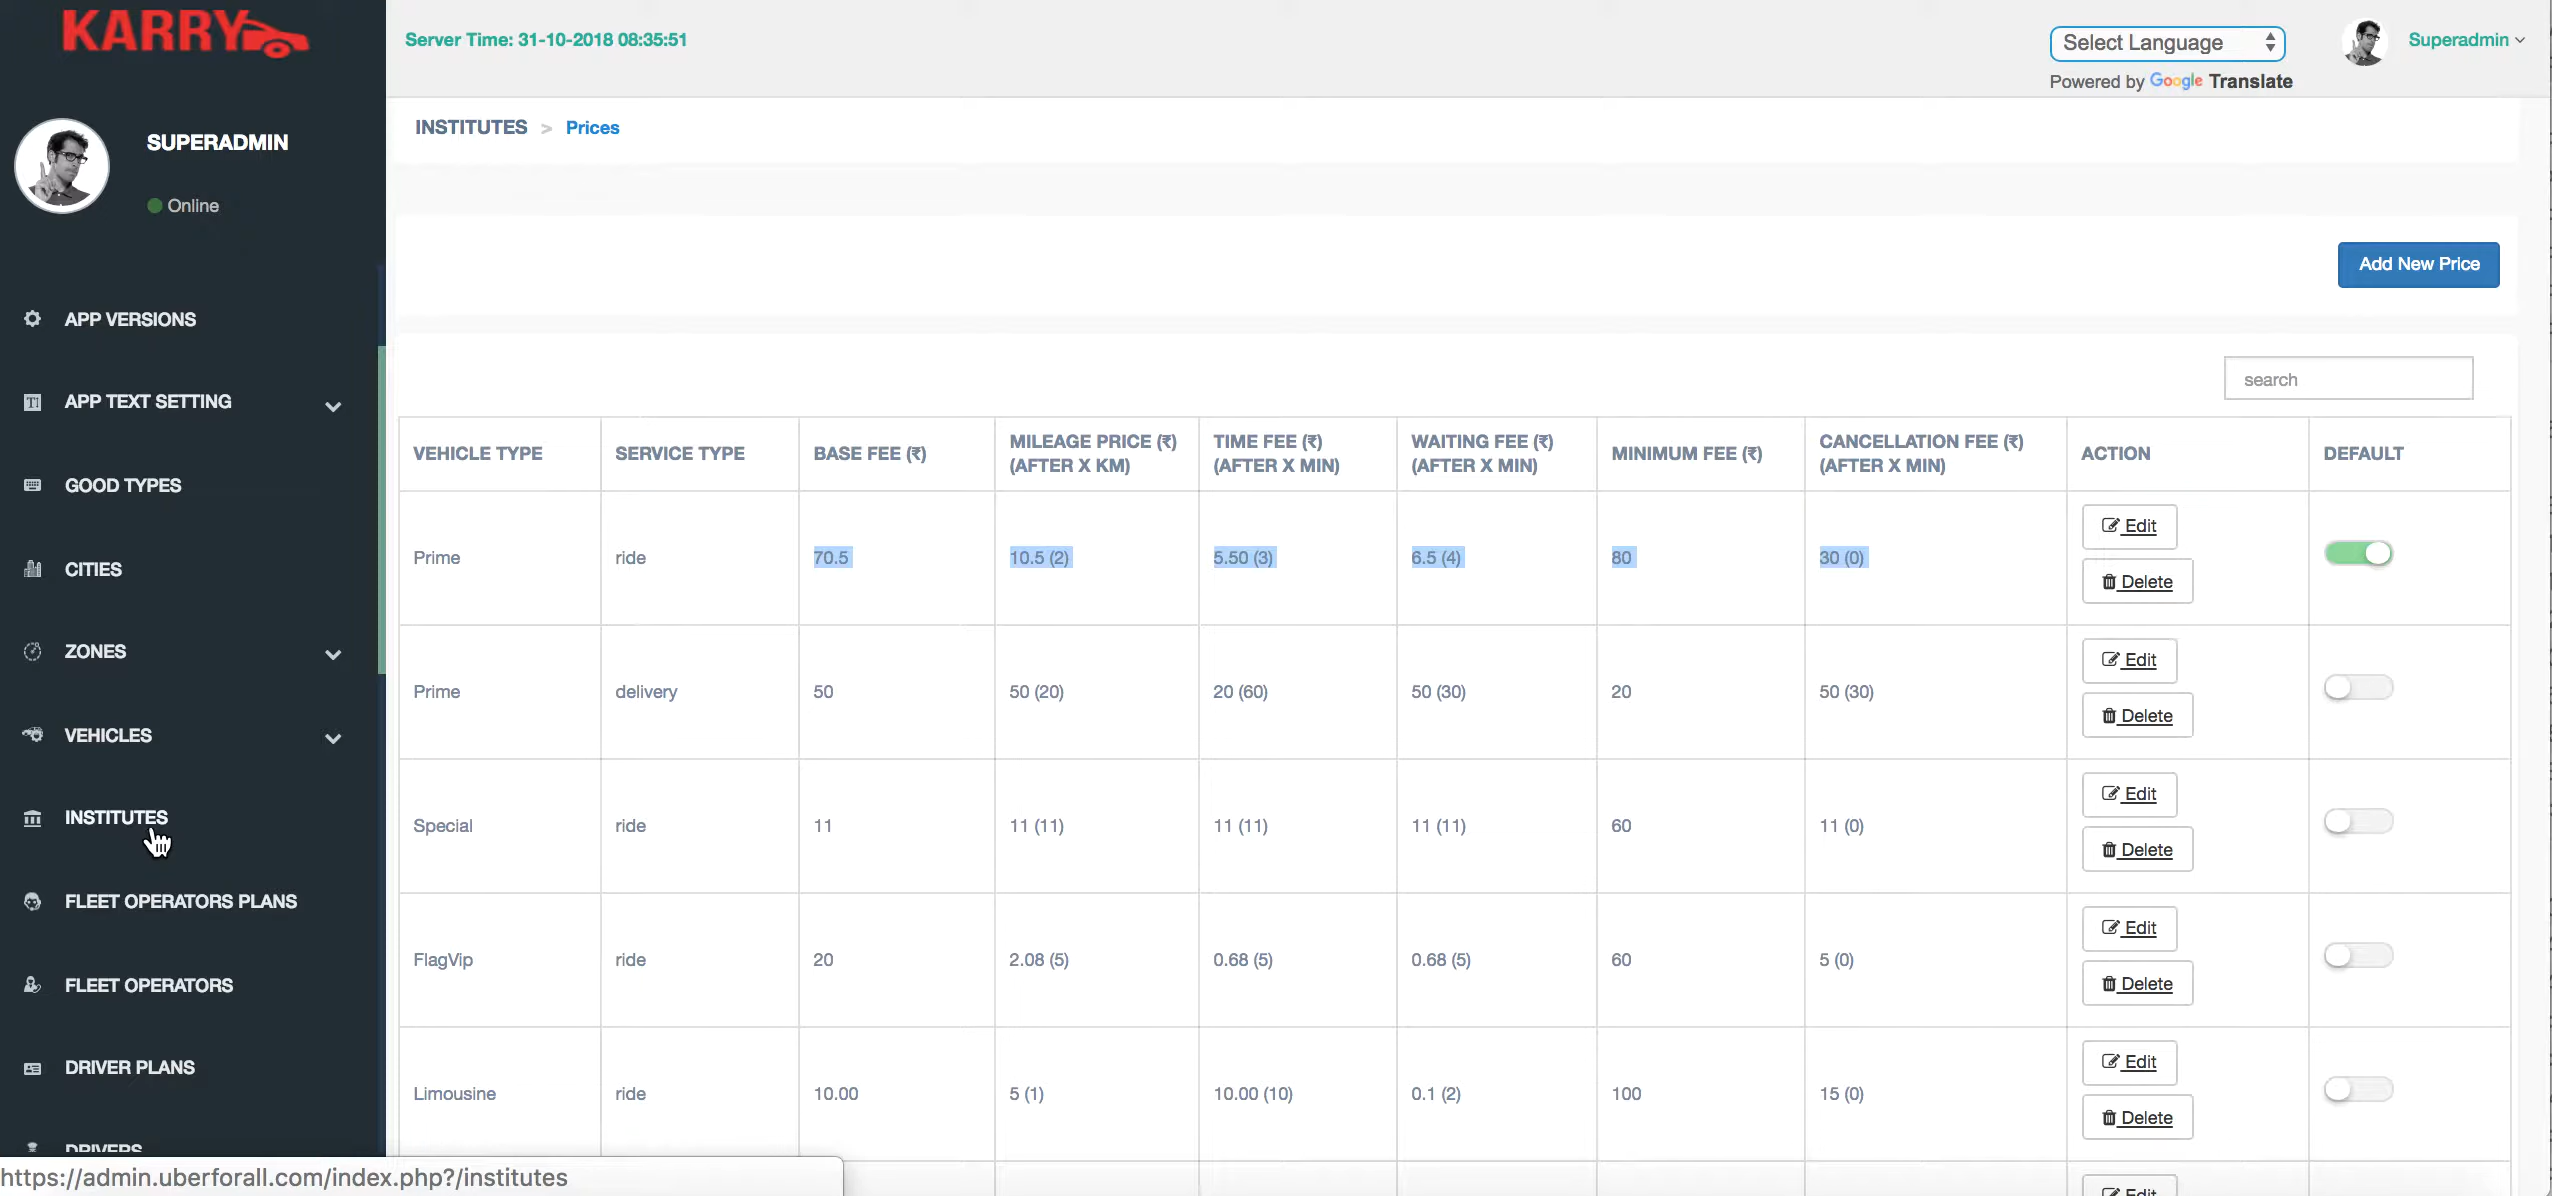 KARRY
Server Time: 31-10-2018 08:35:51
Select Language
Powered by Google Translate
Superadmin
SUPERADMIN
Online
INSTITUTES > Prices
Add New Price
search
APP VERSIONS
APP TEXT SETTING
GOOD TYPES
CITIES
ZONES
VEHICLES
INSTITUTES
FLEET OPERATORS PLANS
FLEET OPERATORS
DRIVER PLANS
DRIVERS
VEHICLE TYPE SERVICE TYPE BASE FEE (₹) MILEAGE PRICE (₹) (AFTER X KM) TIME FEE (₹) (AFTER X MIN) WAITING FEE (₹) (AFTER X MIN) MINIMUM FEE (₹) CANCELLATION FEE (₹) (AFTER X MIN) ACTION DEFAULT
Prime ride 70.5 10.5 (2) 5.50 (3) 6.5 (4) 80 30 (0) Edit
Delete
Prime delivery 50 50 (20) 20 (60) 50 (30) 20 50 (30) Edit
Delete
Special ride 11 11 (11) 11 (11) 11 (11) 60 11 (0) Edit
Delete
FlagVip ride 20 2.08 (5) 0.68 (5) 0.68 (5) 60 5 (0) Edit
Delete
Limousine ride 10.00 5 (1) 10.00 (10) 0.1 (2) 100 15 (0) Edit
Delete
Edit
https://admin.uberforall.com/index.php?/institutes